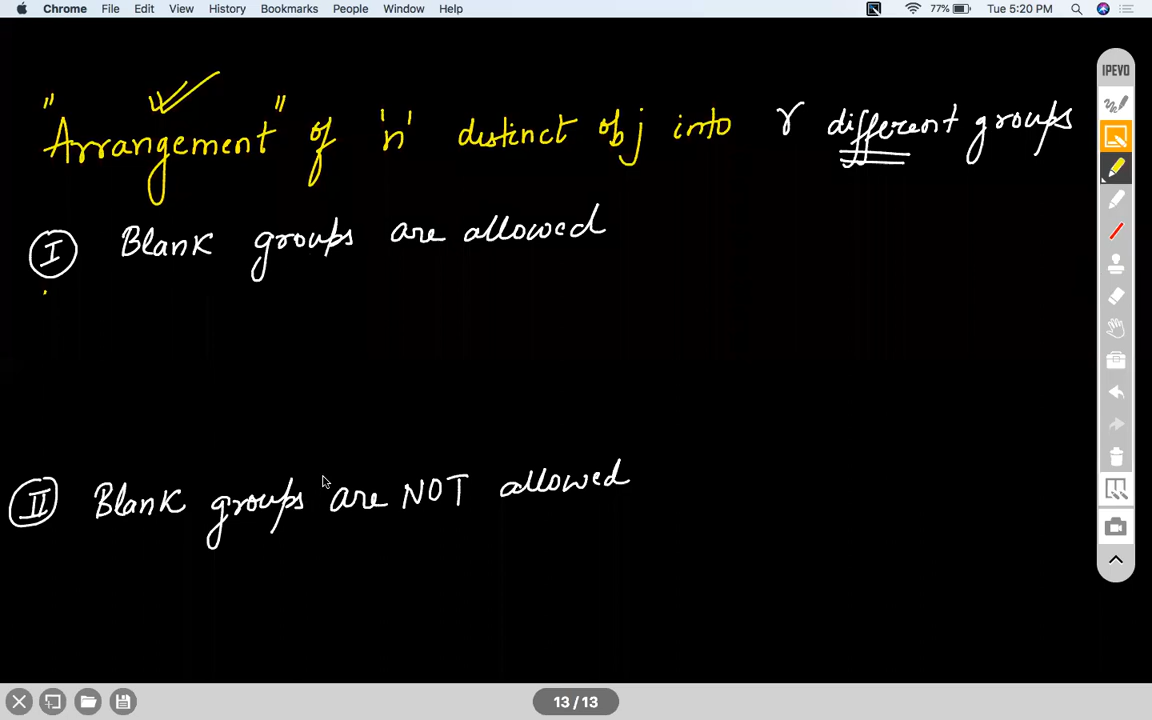 Chrome File Edit View History Bookmarks People Window Help 77% Tue 5:20 PM
IPEVO
"Arrangement" of 'n' distinct obj into r different groups
I Blank groups are allowed
II Blank groups are NOT allowed
13 / 13